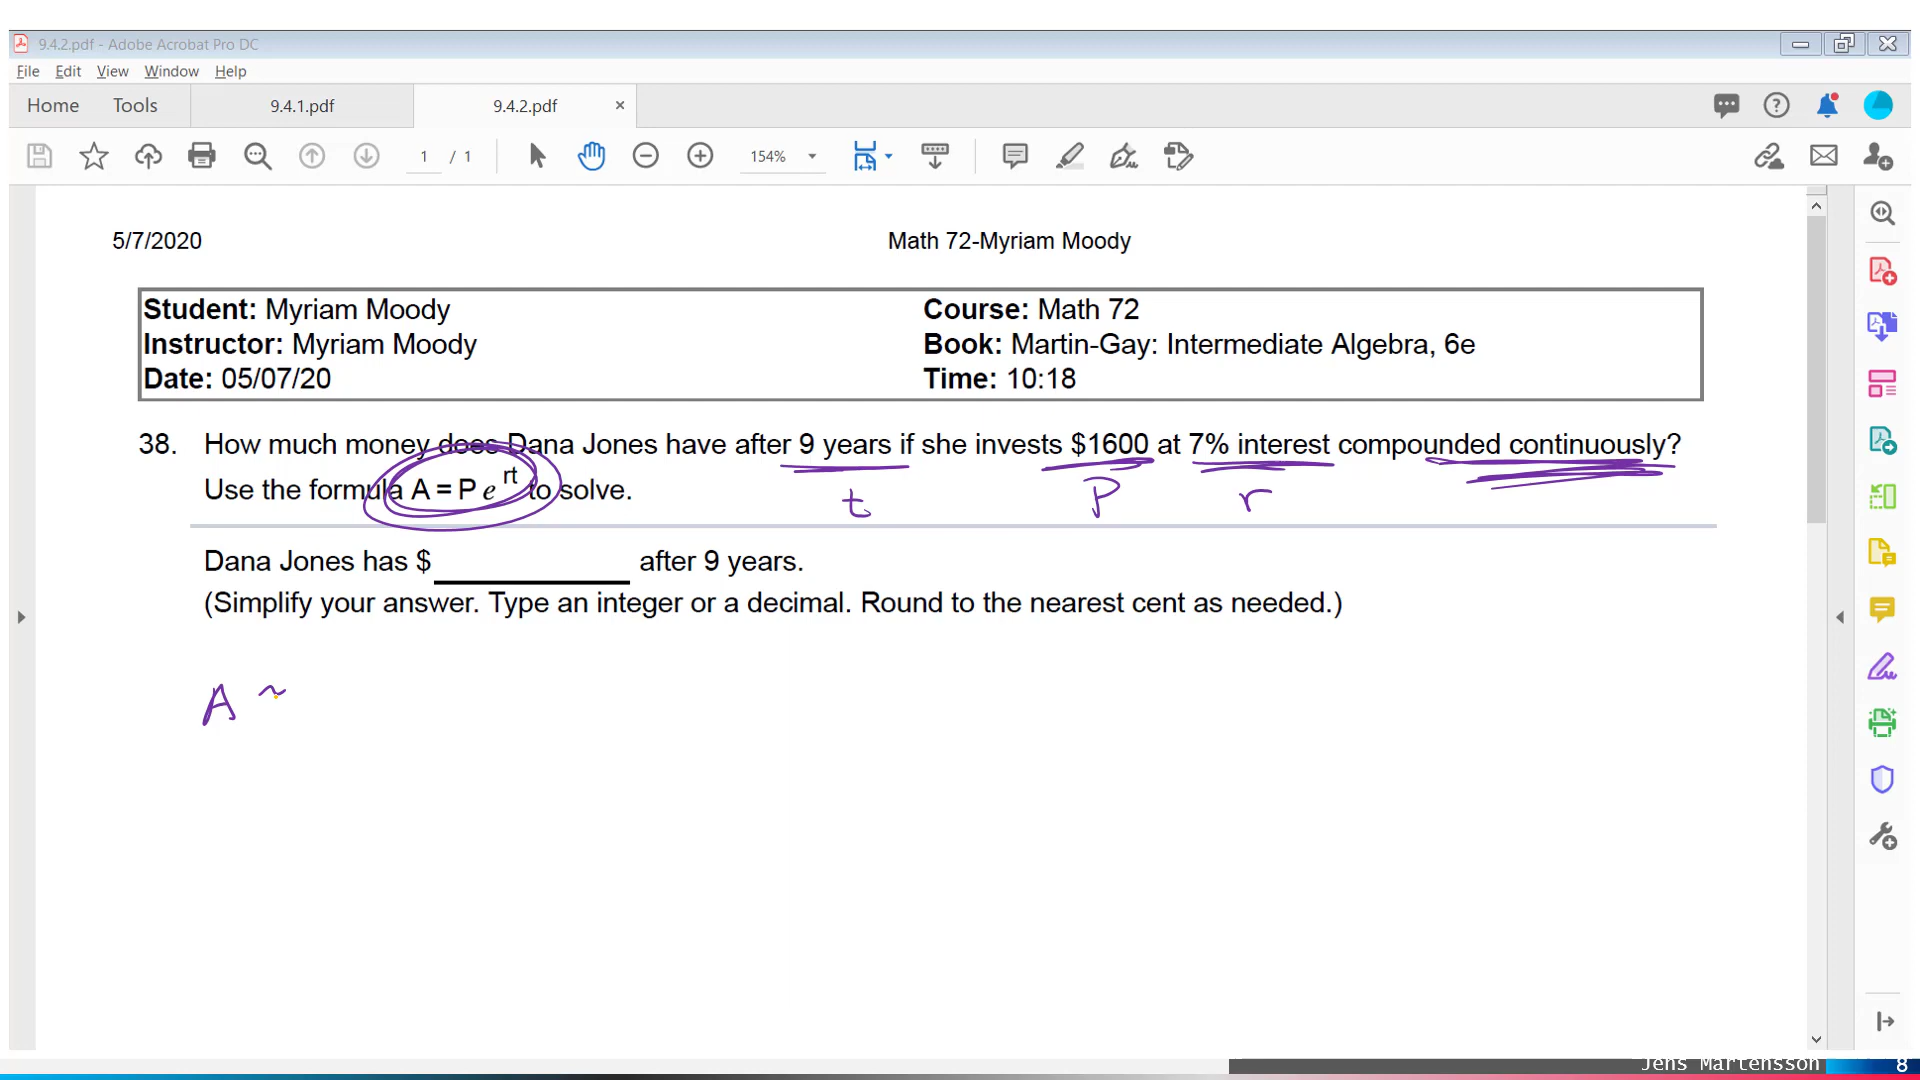 9.4.2.pdf - Adobe Acrobat Pro DC
File Edit View Window Help
Home Tools 9.4.1.pdf 9.4.2.pdf ×
1 / 1 154%
5/7/2020 Math 72-Myriam Moody
Student: Myriam Moody Course: Math 72
Instructor: Myriam Moody Book: Martin-Gay: Intermediate Algebra, 6e
Date: 05/07/20 Time: 10:18
38. How much money does Dana Jones have after 9 years if she invests $1600 at 7% interest compounded continuously?
Use the formula A = P e^rt to solve.
t P r
Dana Jones has $ after 9 years.
(Simplify your answer. Type an integer or a decimal. Round to the nearest cent as needed.)
A ~
Jens Martensson 8